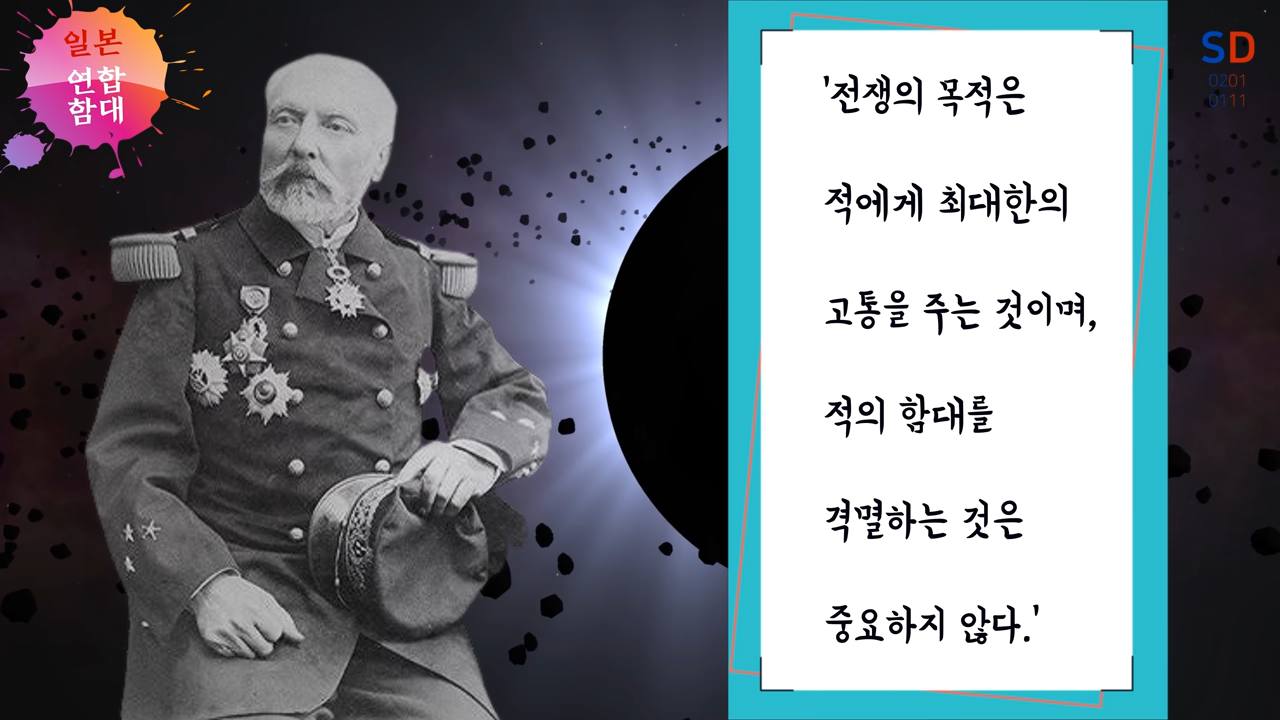 일본
연합
함대
SD
0201
0111
'전쟁의 목적은
적에게 최대한의
고통을 주는 것이며,
적의 함대를
격멸하는 것은
중요하지 않다.'